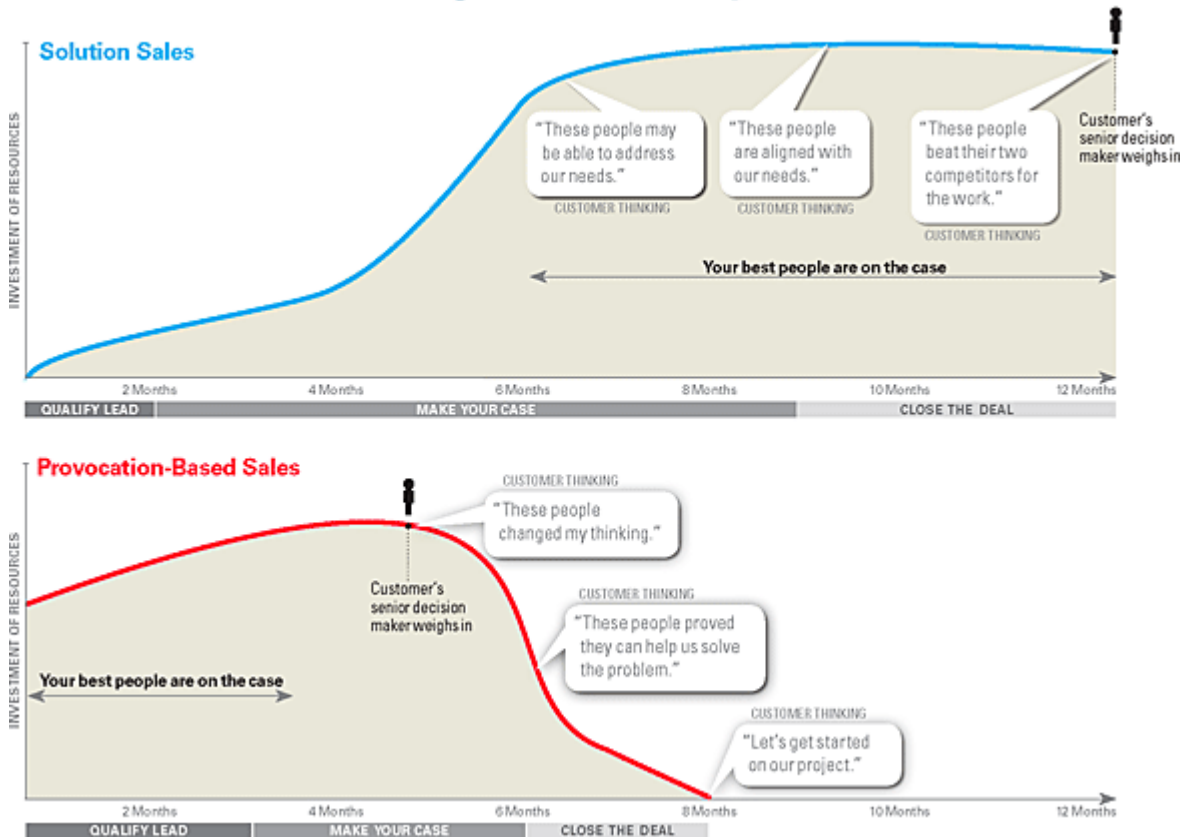 Solution Sales
INVESTMENT OF RESOURCES
"These people may
be able to address
our needs."
CUSTOMER THINKING
"These people
are aligned with
our needs."
CUSTOMER THINKING
"These people
beat their two
competitors for
the work."
CUSTOMER THINKING
Customer's
senior decision
maker weighs in
Your best people are on the case
2 Months
4 Months
6 Months
8 Months
10 Months
12 Months
QUALIFY LEAD
MAKE YOUR CASE
CLOSE THE DEAL
Provocation-Based Sales
INVESTMENT OF RESOURCES
CUSTOMER THINKING
"These people
changed my thinking."
Customer's
senior decision
maker weighs in
CUSTOMER THINKING
"These people proved
they can help us solve
the problem."
Your best people are on the case
CUSTOMER THINKING
"Let's get started
on our project."
2 Months
4 Months
6 Months
8 Months
10 Months
12 Months
QUALIFY LEAD
MAKE YOUR CASE
CLOSE THE DEAL